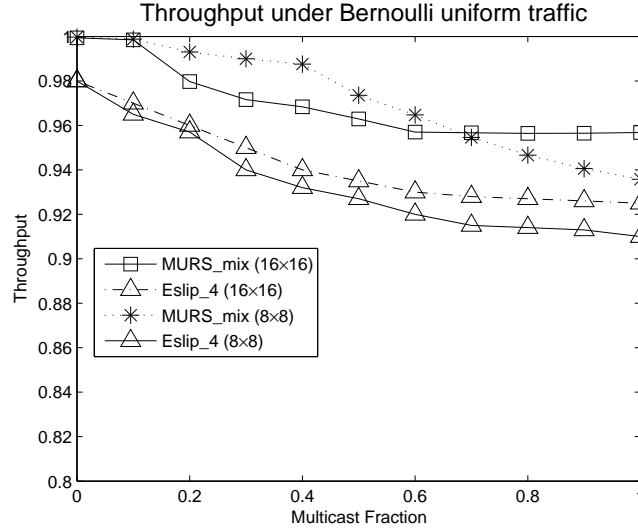 Throughput under Bernoulli uniform traffic
1
0.98
0.96
0.94
0.92
0.9
0.88
0.86
0.84
0.82
0.8
Throughput
MURS_mix (16×16)
Eslip_4 (16×16)
MURS_mix (8×8)
Eslip_4 (8×8)
0 0.2 0.4 0.6 0.8 1
Multicast Fraction